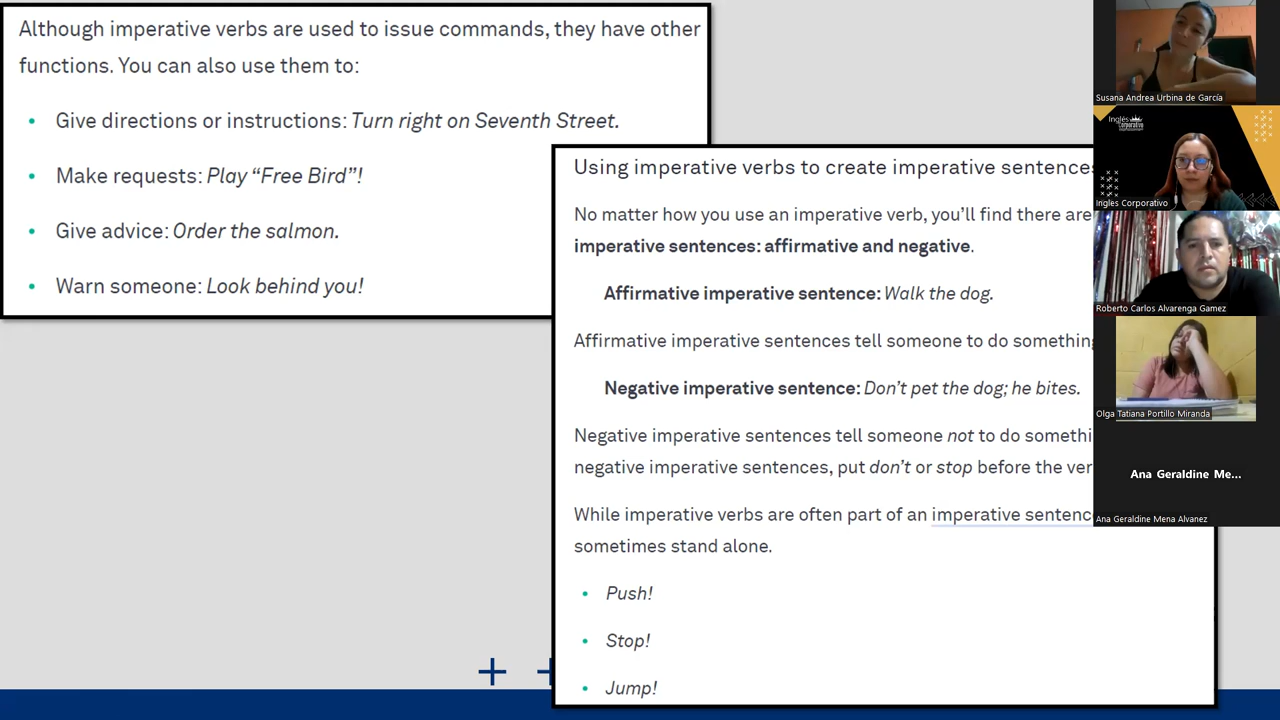 Although imperative verbs are used to issue commands, they have other
functions. You can also use them to:
• Give directions or instructions: Turn right on Seventh Street.
• Make requests: Play “Free Bird”!
• Give advice: Order the salmon.
• Warn someone: Look behind you!
Using imperative verbs to create imperative sentences
No matter how you use an imperative verb, you’ll find there are
imperative sentences: affirmative and negative.
Affirmative imperative sentence: Walk the dog.
Affirmative imperative sentences tell someone to do something
Negative imperative sentence: Don’t pet the dog; he bites.
Negative imperative sentences tell someone not to do somethi
negative imperative sentences, put don’t or stop before the ver
While imperative verbs are often part of an imperative sentenc
sometimes stand alone.
• Push!
• Stop!
• Jump!
Susana Andrea Urbina de García
Inglés
Corporativo
Ingles Corporativo
Roberto Carlos Alvarenga Gamez
Olga Tatiana Portillo Miranda
Ana Geraldine Me...
Ana Geraldine Mena Alvanez